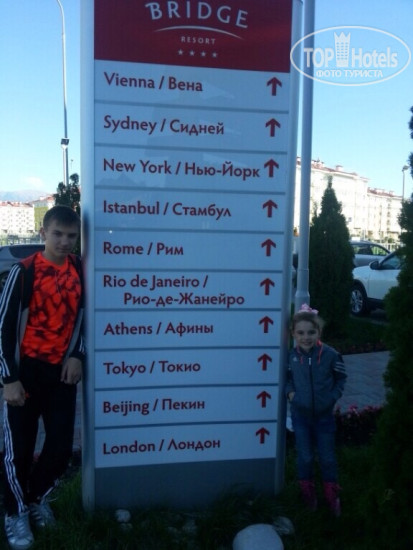 BRIDGE
RESORT
★★★★
TOP Hotels
ФОТО ТУРИСТА
Vienna / Вена ↑
Sydney / Сидней ↑
New York / Нью-Йорк ↑
Istanbul / Стамбул ↑
Rome / Рим ↑
Rio de Janeiro /
Рио-де-Жанейро ↑
Athens / Афины ↑
Tokyo / Токио ↑
Beijing / Пекин ↑
London / Лондон ↑